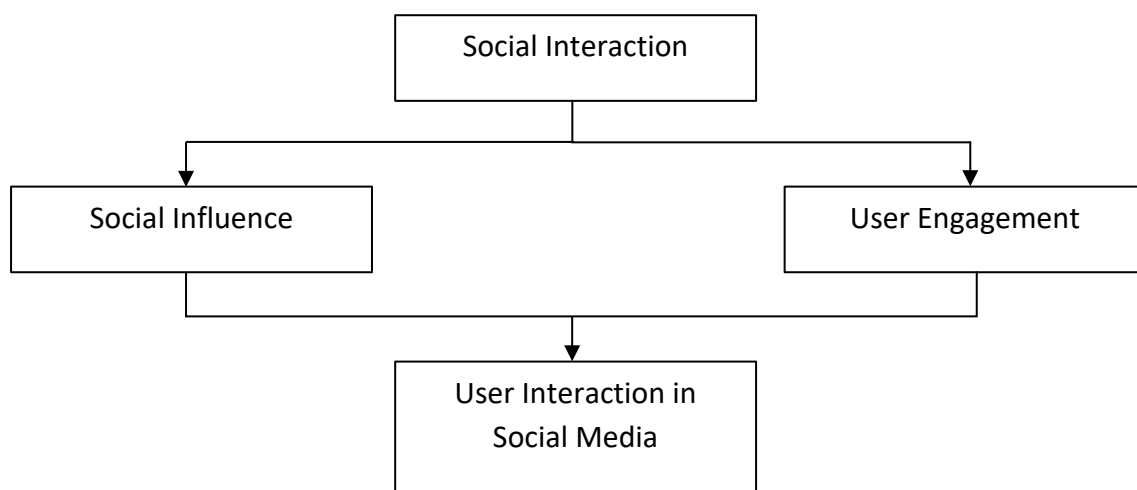 Social Interaction
Social Influence
User Engagement
User Interaction in
Social Media